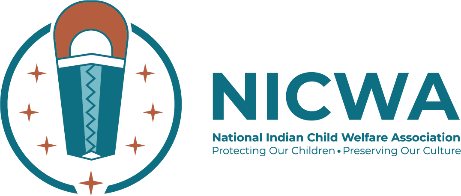 NICWA
National Indian Child Welfare Association
Protecting Our Children • Preserving Our Culture